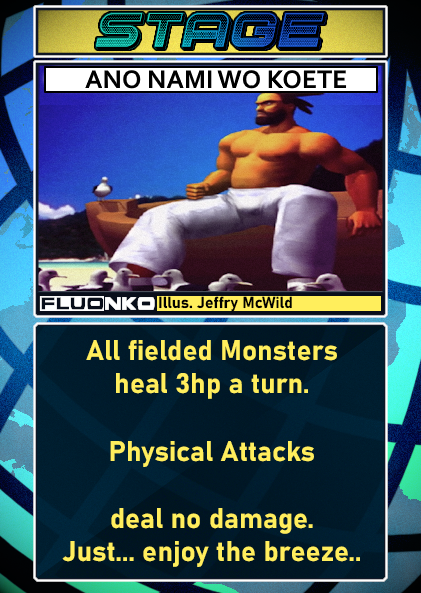 STAGE
ANO NAMI WO KOETE
FLUONKO Illus. Jeffry McWild
All fielded Monsters
heal 3hp a turn.
Physical Attacks
deal no damage.
Just... enjoy the breeze..